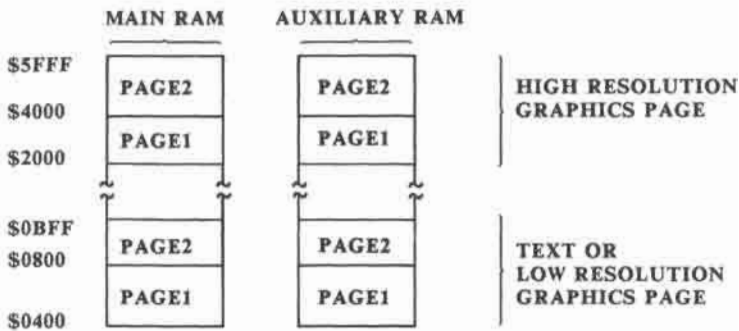 MAIN RAM AUXILIARY RAM
$5FFF
PAGE2 PAGE2 HIGH RESOLUTION
$4000 GRAPHICS PAGE
PAGE1 PAGE1
$2000
$0BFF
PAGE2 PAGE2 TEXT OR
$0800 LOW RESOLUTION
PAGE1 PAGE1 GRAPHICS PAGE
$0400